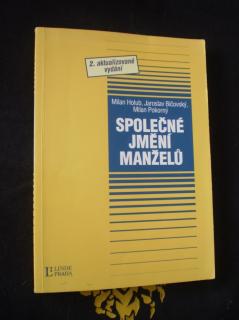 2. aktualizované
vydání
Milan Holub, Jaroslav Bičovský,
Milan Pokorný
SPOLEČNÉ
JMĚNÍ
MANŽELŮ
LINDE
PRAHA